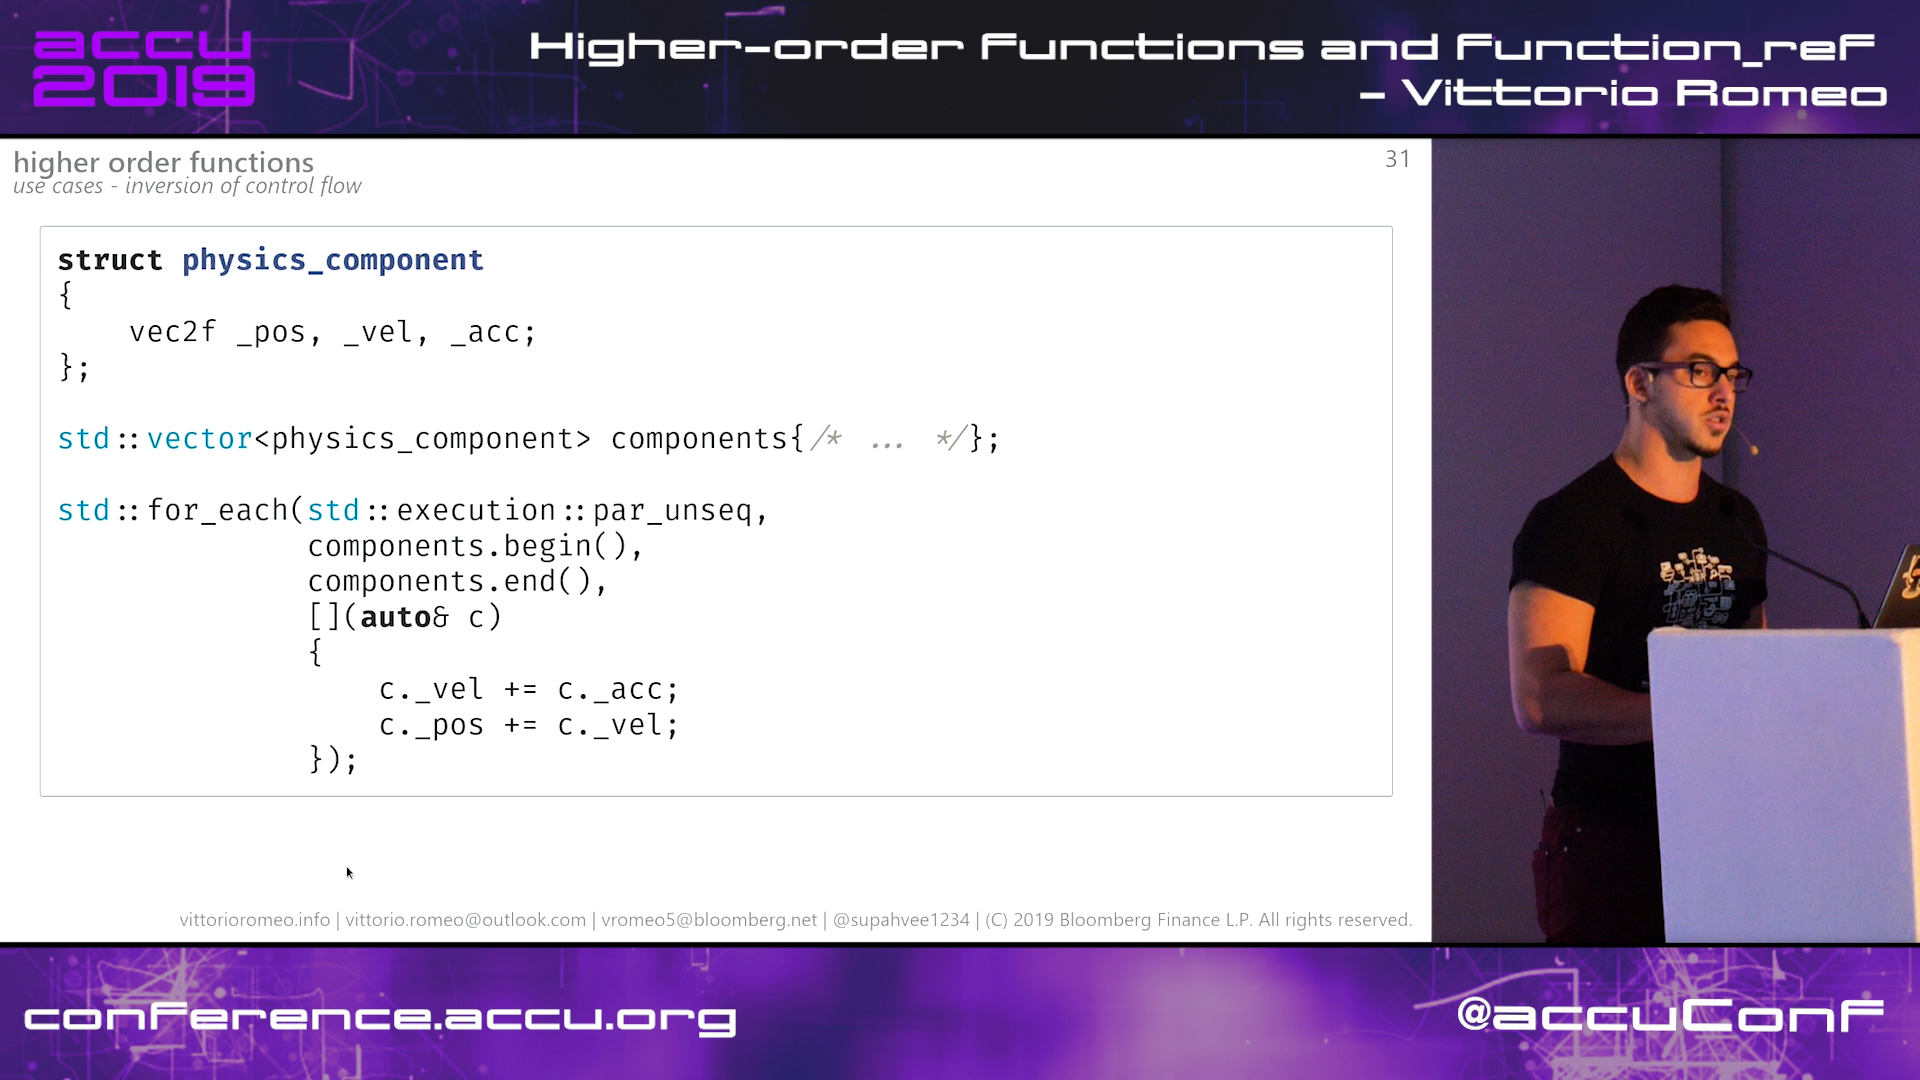 accu
2019
Higher-order Functions and Function_ref
- Vittorio Romeo
higher order functions
use cases - inversion of control flow
31
struct physics_component
{
vec2f _pos, _vel, _acc;
};
std::vector<physics_component> components{/* ... */};
std::for_each(std::execution::par_unseq,
components.begin(),
components.end(),
[](auto& c)
{
c._vel += c._acc;
c._pos += c._vel;
});
vittorioromeo.info | vittorio.romeo@outlook.com | vromeo5@bloomberg.net | @supahvee1234 | (C) 2019 Bloomberg Finance L.P. All rights reserved.
conference.accu.org
@accuConf